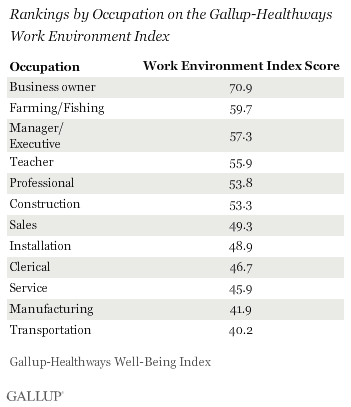 Rankings by Occupation on the Gallup-Healthways
Work Environment Index
Occupation Work Environment Index Score
Business owner 70.9
Farming/Fishing 59.7
Manager/
Executive 57.3
Teacher 55.9
Professional 53.8
Construction 53.3
Sales 49.3
Installation 48.9
Clerical 46.7
Service 45.9
Manufacturing 41.9
Transportation 40.2
Gallup-Healthways Well-Being Index
GALLUP®